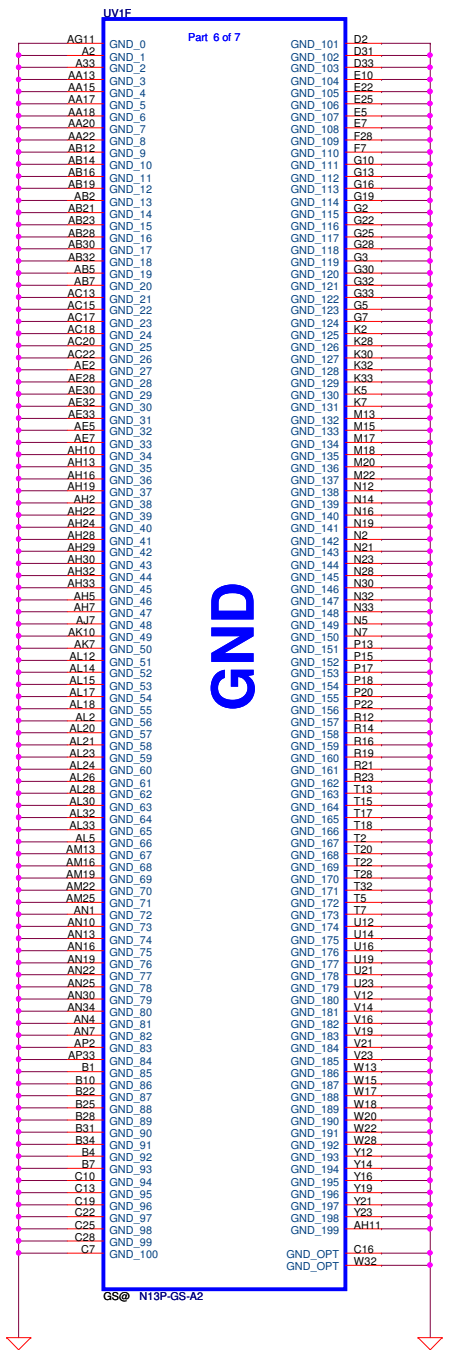 UV1F
Part 6 of 7
AG11 GND_0 GND_101 D2
A2 GND_1 GND_102 D31
A33 GND_2 GND_103 D33
AA13 GND_3 GND_104 E10
AA15 GND_4 GND_105 E22
AA17 GND_5 GND_106 E25
AA18 GND_6 GND_107 E5
AA20 GND_7 GND_108 E7
AA22 GND_8 GND_109 F28
AB12 GND_9 GND_110 F7
AB14 GND_10 GND_111 G10
AB16 GND_11 GND_112 G13
AB19 GND_12 GND_113 G16
AB2 GND_13 GND_114 G19
AB21 GND_14 GND_115 G2
AB23 GND_15 GND_116 G22
AB28 GND_16 GND_117 G25
AB30 GND_17 GND_118 G28
AB32 GND_18 GND_119 G3
AB5 GND_19 GND_120 G30
AB7 GND_20 GND_121 G32
AC13 GND_21 GND_122 G33
AC15 GND_22 GND_123 G5
AC17 GND_23 GND_124 G7
AC18 GND_24 GND_125 K2
AC20 GND_25 GND_126 K28
AC22 GND_26 GND_127 K30
AE2 GND_27 GND_128 K32
AE28 GND_28 GND_129 K33
AE30 GND_29 GND_130 K5
AE32 GND_30 GND_131 K7
AE33 GND_31 GND_132 M13
AE5 GND_32 GND_133 M15
AE7 GND_33 GND_134 M17
AH10 GND_34 GND_135 M18
AH13 GND_35 GND_136 M20
AH16 GND_36 GND_137 M22
AH19 GND_37 GND_138 N12
AH2 GND_38 GND_139 N14
AH22 GND_39 GND_140 N16
AH24 GND_40 GND_141 N19
AH28 GND_41 GND_142 N2
AH29 GND_42 GND_143 N21
AH30 GND_43 GND_144 N23
AH32 GND_44 GND_145 N28
AH33 GND_45 GND_146 N30
AH5 GND_46 GND_147 N32
AH7 GND_47 GND_148 N33
AJ7 GND_48 GND_149 N5
AK10 GND_49 GND_150 N7
AK7 GND_50 GND_151 P13
AL12 GND_51 GND_152 P15
AL14 GND_52 GND_153 P17
AL15 GND_53 GND_154 P18
AL17 GND_54 GND_155 P20
AL18 GND_55 GND_156 P22
AL2 GND_56 GND_157 R12
AL20 GND_57 GND_158 R14
AL21 GND_58 GND_159 R16
AL23 GND_59 GND_160 R19
AL24 GND_60 GND_161 R21
AL26 GND_61 GND_162 R23
AL28 GND_62 GND_163 T13
AL30 GND_63 GND_164 T15
AL32 GND_64 GND_165 T17
AL33 GND_65 GND_166 T18
AL5 GND_66 GND_167 T2
AM13 GND_67 GND_168 T20
AM16 GND_68 GND_169 T22
AM19 GND_69 GND_170 T28
AM22 GND_70 GND_171 T32
AM25 GND_71 GND_172 T5
AN1 GND_72 GND_173 T7
AN10 GND_73 GND_174 U12
AN13 GND_74 GND_175 U14
AN16 GND_75 GND_176 U16
AN19 GND_76 GND_177 U19
AN22 GND_77 GND_178 U21
AN25 GND_78 GND_179 U23
AN30 GND_79 GND_180 V12
AN34 GND_80 GND_181 V14
AN4 GND_81 GND_182 V16
AN7 GND_82 GND_183 V19
AP2 GND_83 GND_184 V21
AP33 GND_84 GND_185 V23
B1 GND_85 GND_186 W13
B10 GND_86 GND_187 W15
B22 GND_87 GND_188 W17
B25 GND_88 GND_189 W18
B28 GND_89 GND_190 W20
B31 GND_90 GND_191 W22
B34 GND_91 GND_192 W28
B4 GND_92 GND_193 Y12
B7 GND_93 GND_194 Y14
C10 GND_94 GND_195 Y16
C13 GND_95 GND_196 Y19
C19 GND_96 GND_197 Y21
C22 GND_97 GND_198 Y23
C25 GND_98 GND_199 AH11
C28 GND_99
C7 GND_100 GND_OPT C16
GND_OPT W32
GND
GS@ N13P-GS-A2